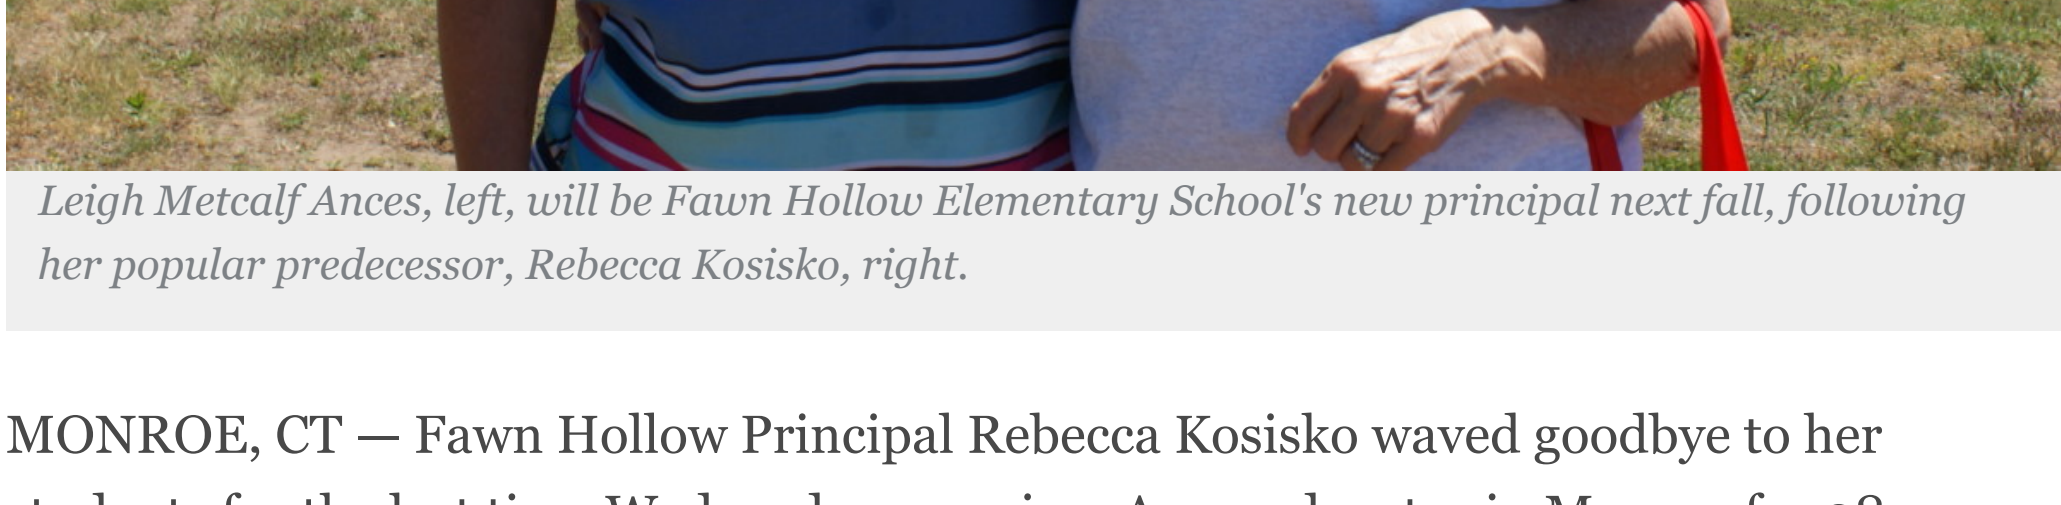 Leigh Metcalf Ances, left, will be Fawn Hollow Elementary School's new principal next fall, following
her popular predecessor, Rebecca Kosisko, right.
MONROE, CT — Fawn Hollow Principal Rebecca Kosisko waved goodbye to her